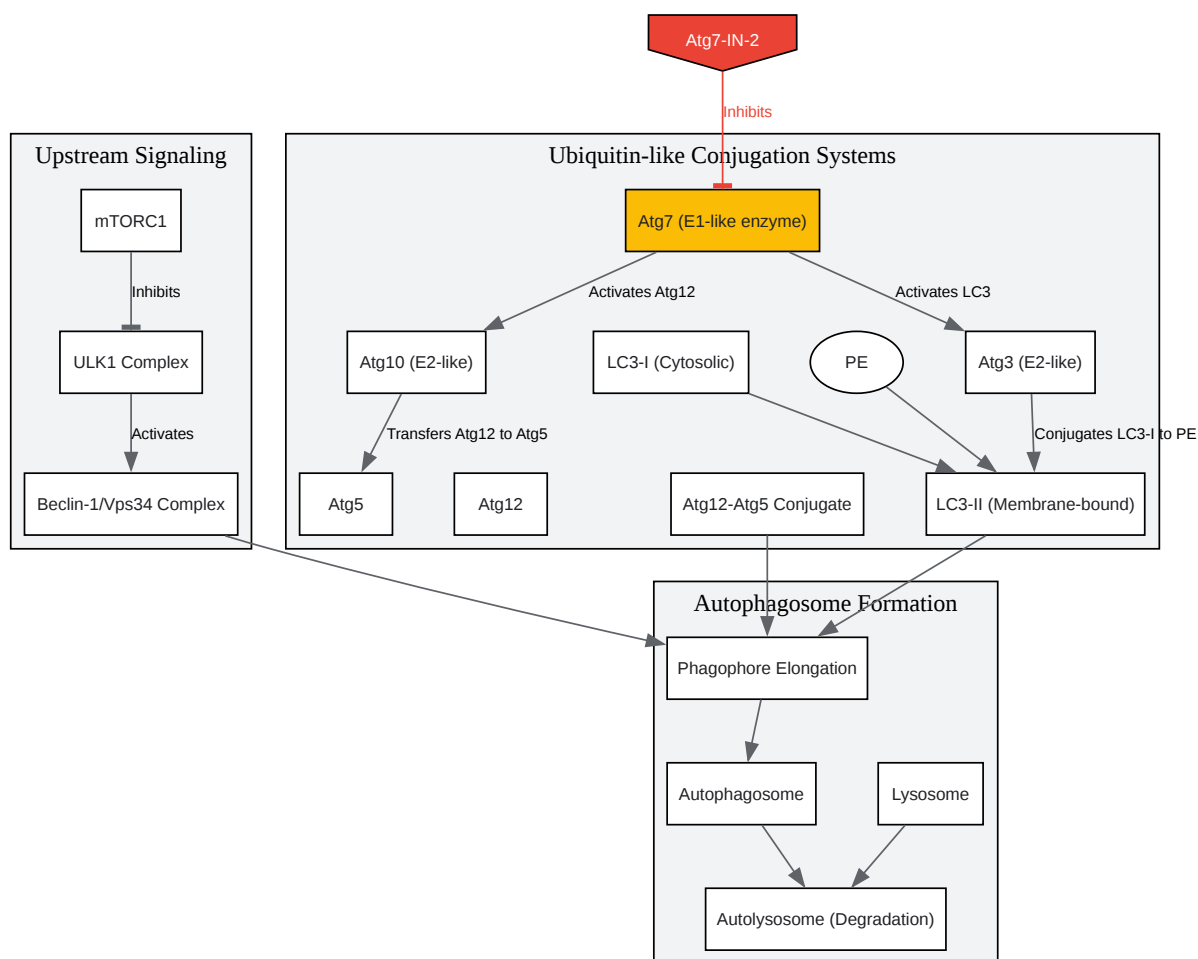 Atg7-IN-2
Inhibits
Upstream Signaling
Ubiquitin-like Conjugation Systems
mTORC1
Atg7 (E1-like enzyme)
Inhibits
Activates Atg12
Activates LC3
ULK1 Complex
Atg10 (E2-like)
LC3-I (Cytosolic)
PE
Atg3 (E2-like)
Activates
Transfers Atg12 to Atg5
Conjugates LC3-I to PE
Beclin-1/Vps34 Complex
Atg5
Atg12
Atg12-Atg5 Conjugate
LC3-II (Membrane-bound)
Autophagosome Formation
Phagophore Elongation
Autophagosome
Lysosome
Autolysosome (Degradation)